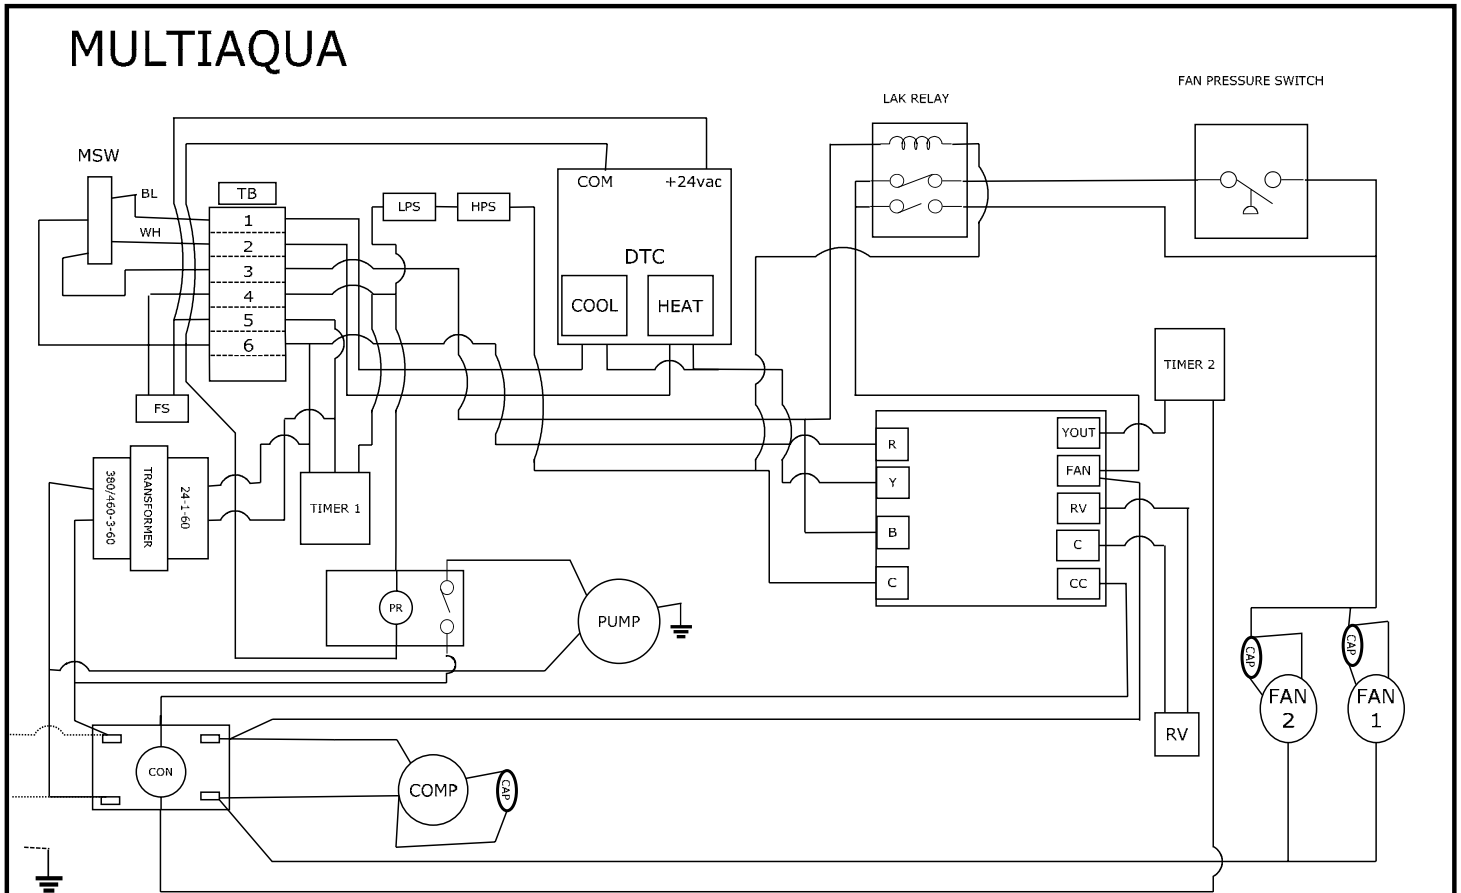 MULTIAQUA
FAN PRESSURE SWITCH
LAK RELAY
MSW
BL
WH
TB
1
2
3
4
5
6
LPS
HPS
COM
+24vac
DTC
COOL
HEAT
FS
TIMER 2
380/460-3-60
TRANSFORMER
24-1-60
TIMER 1
R
Y
B
C
YOUT
FAN
RV
C
CC
PR
PUMP
CAP
CAP
FAN
2
FAN
1
RV
CON
COMP
CAP